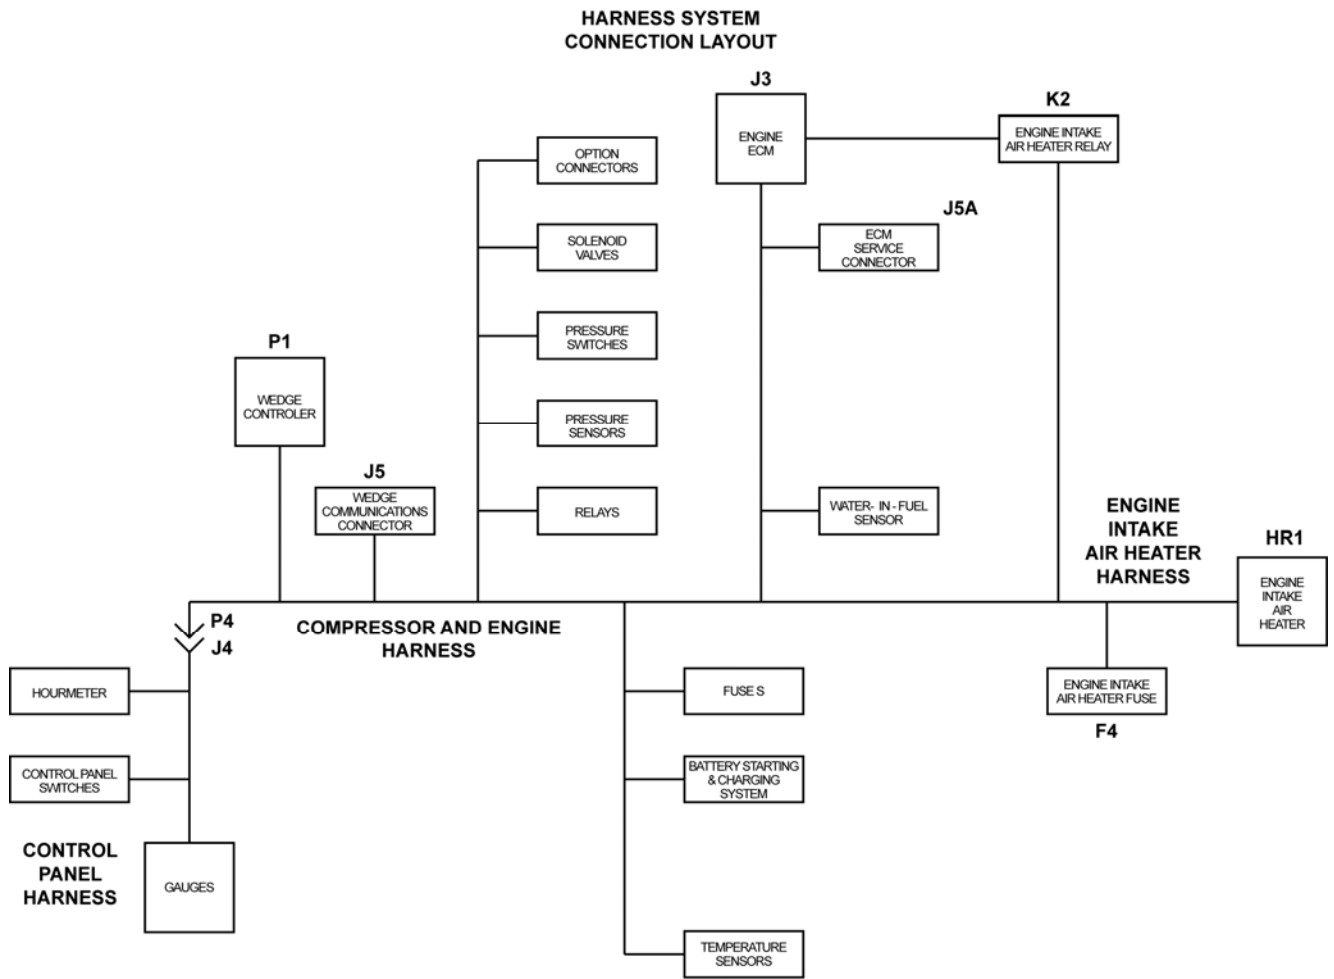 HARNESS SYSTEM
CONNECTION LAYOUT
J3
ENGINE
ECM
K2
ENGINE INTAKE
AIR HEATER RELAY
OPTION
CONNECTORS
J5A
ECM
SERVICE
CONNECTOR
SOLENOID
VALVES
PRESSURE
SWITCHES
P1
WEDGE
CONTROLER
PRESSURE
SENSORS
J5
WEDGE
COMMUNICATIONS
CONNECTOR
RELAYS
WATER- IN - FUEL
SENSOR
ENGINE
INTAKE
AIR HEATER
HARNESS
HR1
ENGINE
INTAKE
AIR
HEATER
P4
J4
COMPRESSOR AND ENGINE
HARNESS
HOURMETER
FUSE S
ENGINE INTAKE
AIR HEATER FUSE
F4
CONTROL PANEL
SWITCHES
BATTERY STARTING
& CHARGING
SYSTEM
CONTROL
PANEL
HARNESS
GAUGES
TEMPERATURE
SENSORS